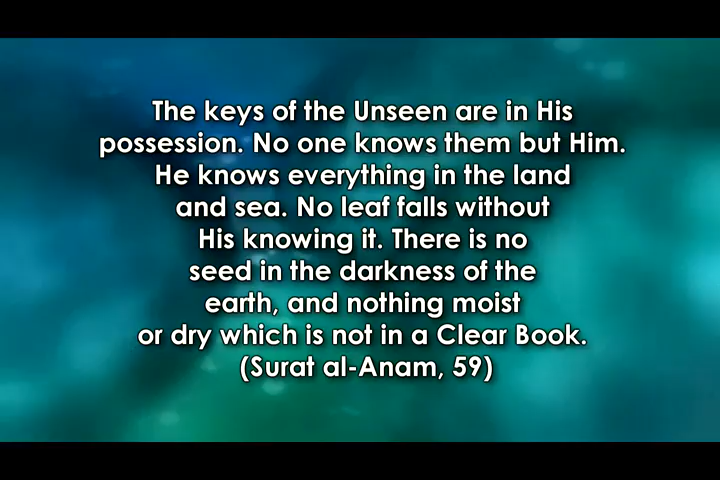 The keys of the Unseen are in His
possession. No one knows them but Him.
He knows everything in the land
and sea. No leaf falls without
His knowing it. There is no
seed in the darkness of the
earth, and nothing moist
or dry which is not in a Clear Book.
(Surat al-Anam, 59)